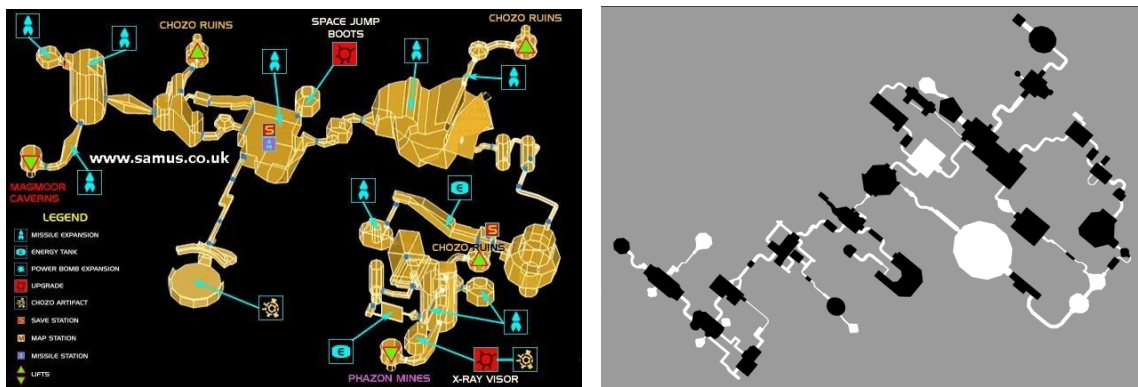 CHOZO RUINS
SPACE JUMP
BOOTS
CHOZO RUINS
S
www.samus.co.uk
MAGMOOR
CAVERNS
E
S
CHOZO RUINS
E
PHAZON MINES
X-RAY VISOR
LEGEND
MISSILE EXPANSION
E ENERGY TANK
POWER BOMB EXPANSION
UPGRADE
CHOZO ARTIFACT
S SAVE STATION
M MAP STATION
MISSILE STATION
LIFTS